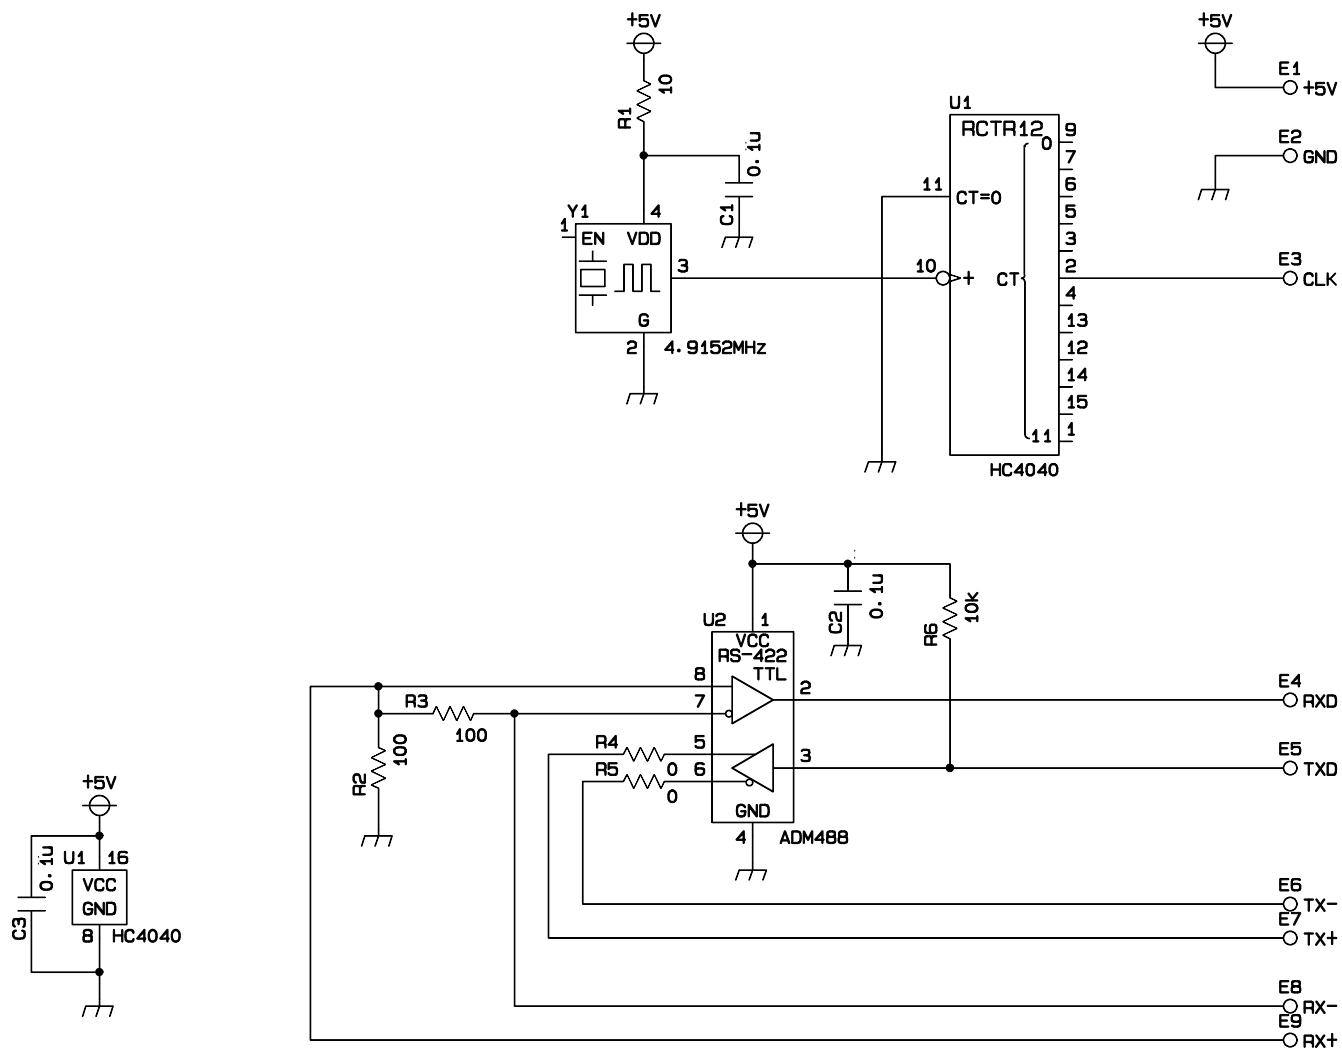 +5V
10
R1
0.1u
C1
Y1
1
4
EN
VDD
3
G
2
4.9152MHz
U1
RCTR12
9
0
7
6
11
CT=0
5
3
10
+
CT
2
4
13
12
14
15
11
1
HC4040
+5V
E1
+5V
E2
GND
E3
CLK
+5V
0.1u
C2
10k
R6
U2
1
VCC
RS-422
TTL
8
7
2
5
6
3
GND
4
ADM488
R3
100
R2
100
R4
0
R5
0
E4
RXD
E5
TXD
E6
TX-
E7
TX+
E8
RX-
E9
RX+
+5V
0.1u
C3
U1
16
VCC
GND
8
HC4040